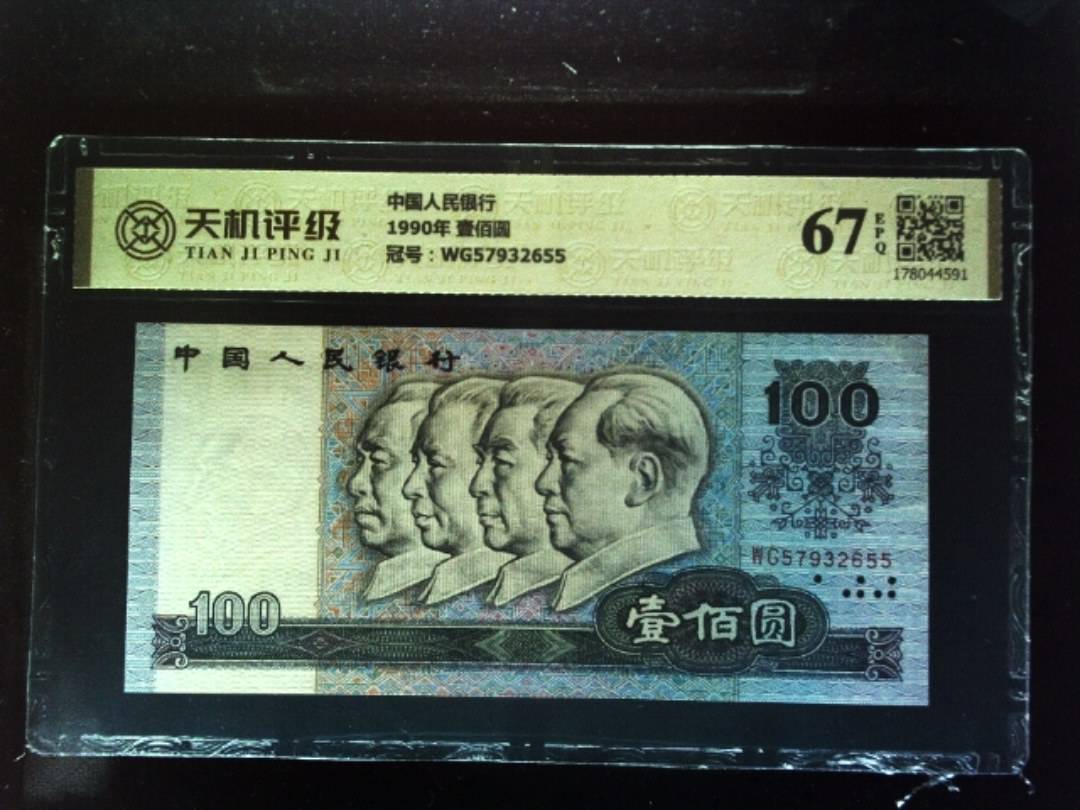 天机评级
TIAN JI PING JI
中国人民银行
1990年 壹佰圆
冠号：WG57932655
67
EPQ
178044591
中国人民银行
100
WG57932655
100
壹佰圆